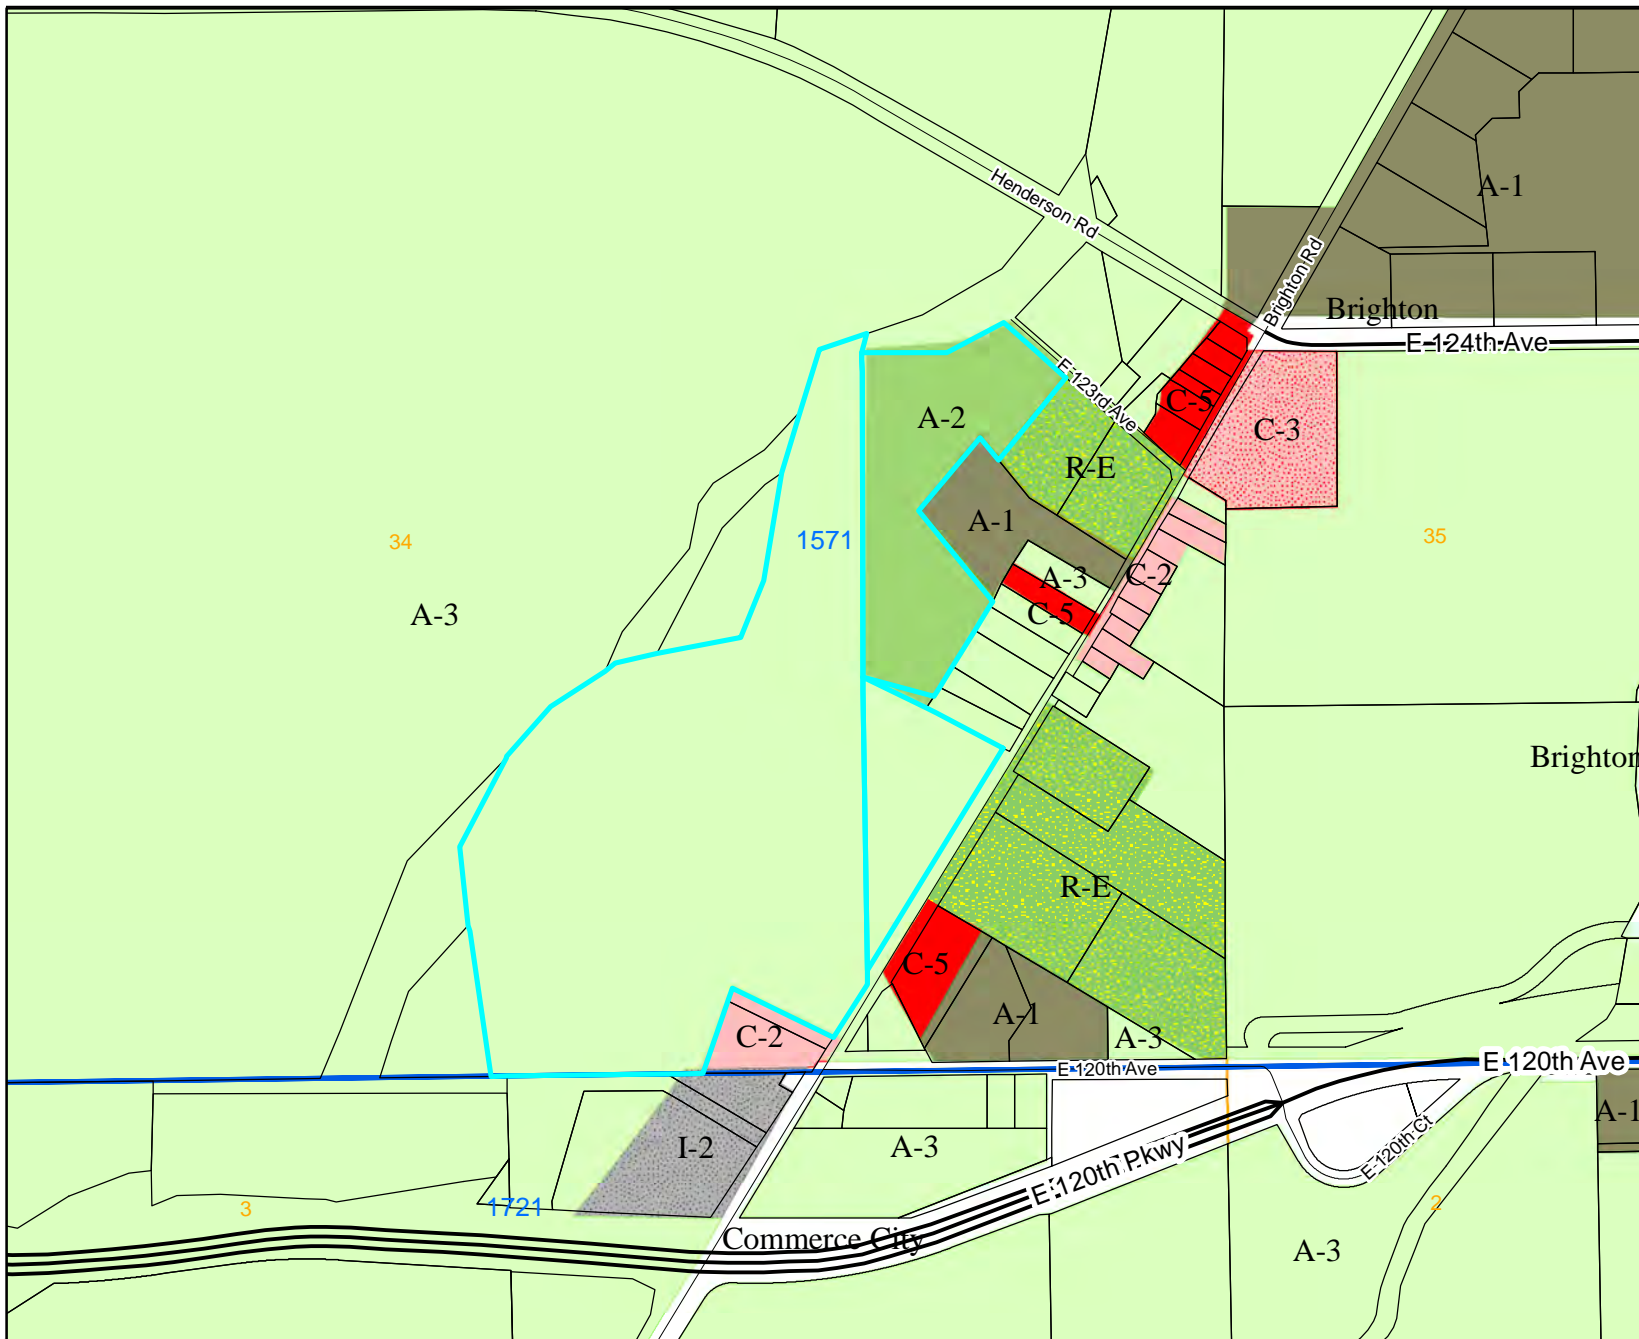 A-1
Henderson Rd
Brighton Rd
Brighton
E 124th Ave
E 123rd Ave
C-5
A-2
C-3
R-E
A-1
34
1571
35
A-3
C-2
C-5
A-3
Brighton
R-E
C-5
A-1
C-2
A-3
E 120th Ave
E 120th Ave
A-1
I-2
A-3
E 120th Pkwy
E 120th Ct
3
1721
2
Commerce City
A-3